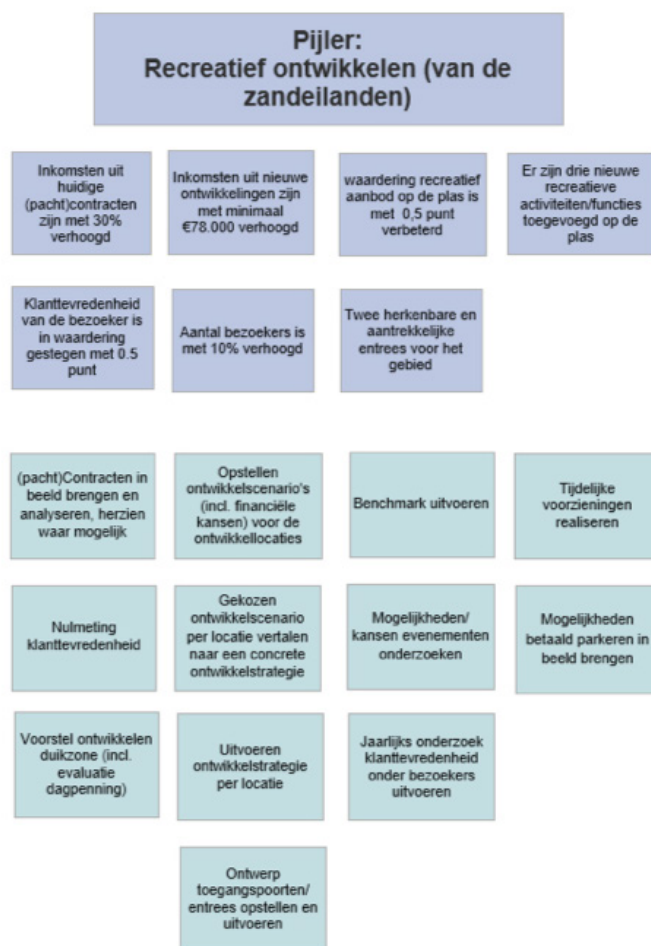 Pijler:
Recreatief ontwikkelen (van de
zandeilanden)
Inkomsten uit
huidige
(pacht)contracten
zijn met 30%
verhoogd
Inkomsten uit nieuwe
ontwikkelingen zijn
met minimaal
€78.000 verhoogd
waardering recreatief
aanbod op de plas is
met 0,5 punt
verbeterd
Er zijn drie nieuwe
recreatieve
activiteiten/functies
toegevoegd op de
plas
Klanttevredenheid
van de bezoeker is
in waardering
gestegen met 0.5
punt
Aantal bezoekers is
met 10% verhoogd
Twee herkenbare en
aantrekkelijke
entrees voor het
gebied
(pacht)Contracten in
beeld brengen en
analyseren, herzien
waar mogelijk
Opstellen
ontwikkelscenario's
(incl. financiële
kansen) voor de
ontwikkellocaties
Benchmark uitvoeren
Tijdelijke
voorzieningen
realiseren
Nulmeting
klanttevredenheid
Gekozen
ontwikkelscenario
per locatie vertalen
naar een concrete
ontwikkelstrategie
Mogelijkheden/
kansen evenementen
onderzoeken
Mogelijkheden
betaald parkeren in
beeld brengen
Voorstel ontwikkelen
duikzone (incl.
evaluatie
dagpenning)
Uitvoeren
ontwikkelstrategie
per locatie
Jaarlijks onderzoek
klanttevredenheid
onder bezoekers
uitvoeren
Ontwerp
toegangspoorten/
entrees opstellen en
uitvoeren